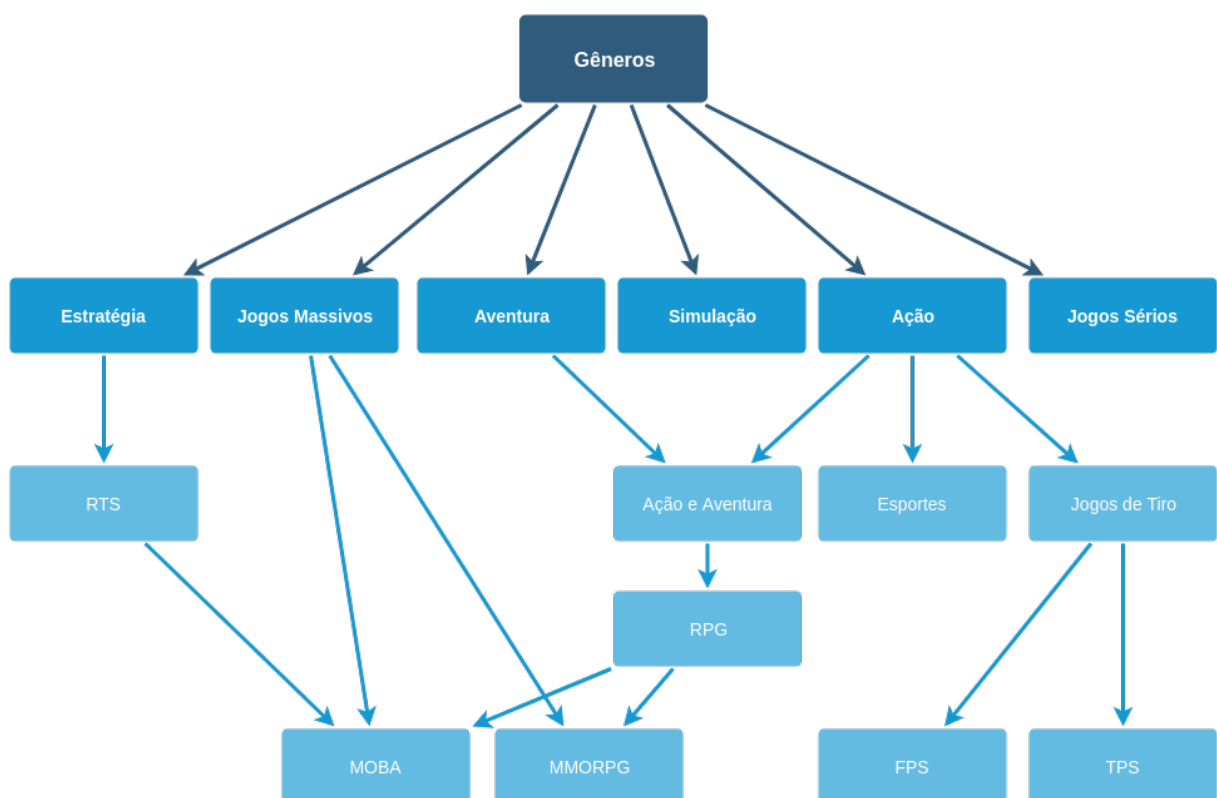 Gêneros
Estratégia
Jogos Massivos
Aventura
Simulação
Ação
Jogos Sérios
RTS
Ação e Aventura
Esportes
Jogos de Tiro
RPG
MOBA
MMORPG
FPS
TPS